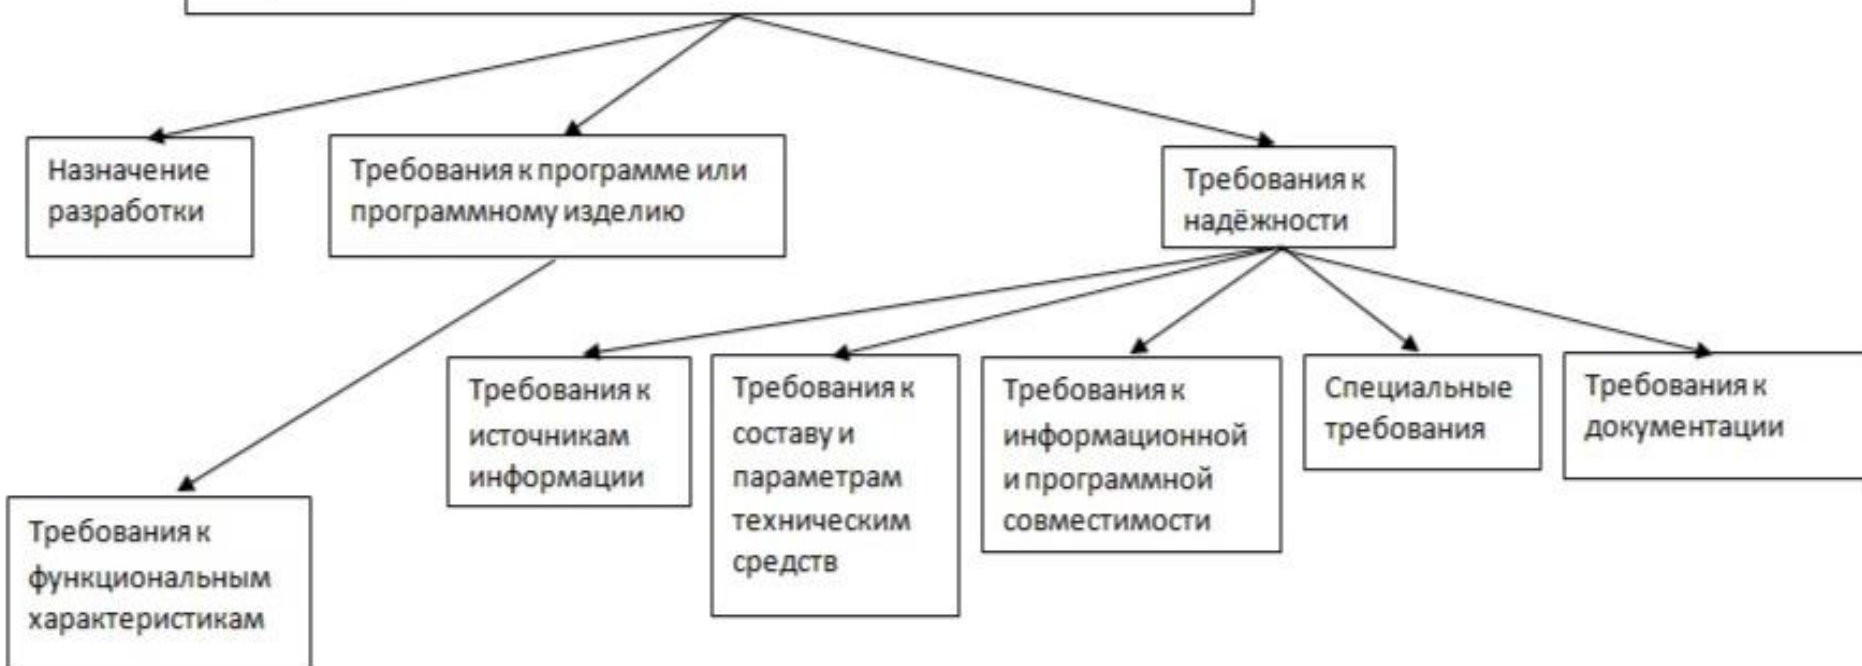 Назначение
разработки
Требования к программе или
программному изделию
Требования к
надёжности
Требования к
источникам
информации
Требования к
составу и
параметрам
техническим
средств
Требования к
информационной
и программной
совместимости
Специальные
требования
Требования к
документации
Требования к
функциональным
характеристикам